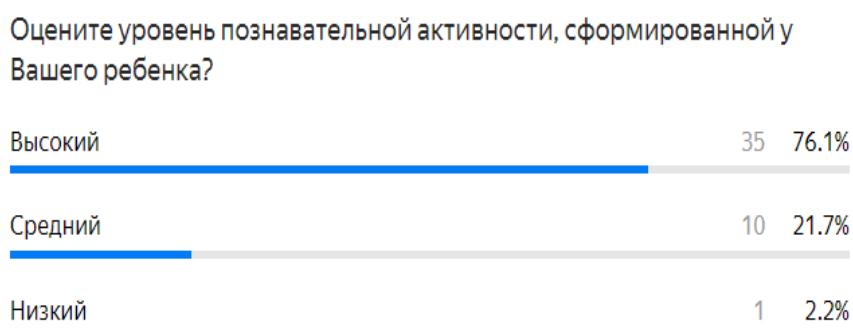 Оцените уровень познавательной активности, сформированной у
Вашего ребенка?
Высокий 35 76.1%
Средний 10 21.7%
Низкий 1 2.2%